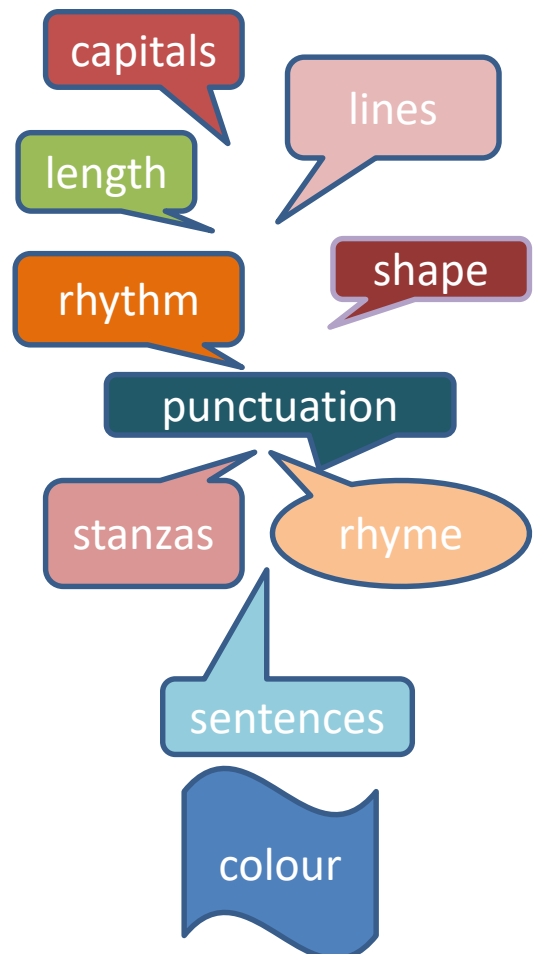 capitals
lines
length
shape
rhythm
punctuation
stanzas
rhyme
sentences
colour